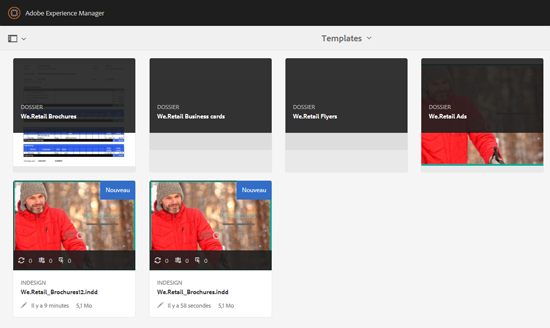 Adobe Experience Manager
Templates
DOSSIER
We.Retail Brochures
DOSSIER
We.Retail Business cards
DOSSIER
We.Retail Flyers
DOSSIER
We.Retail Ads
Nouveau
0 0 0
INDESIGN
We.Retail_Brochures12.indd
Il y a 9 minutes 5,1 Mo
Nouveau
0 0 0
INDESIGN
We.Retail_Brochures.indd
Il y a 58 secondes 5,1 Mo